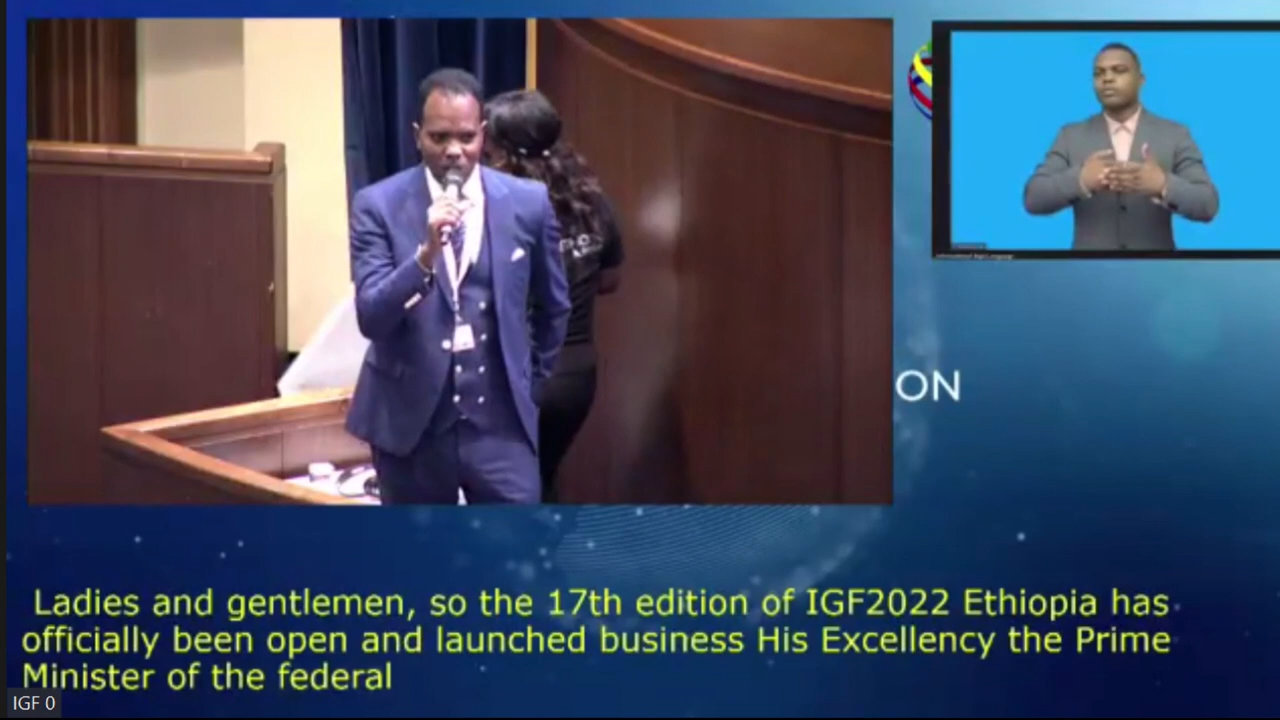 ON
Ladies and gentlemen, so the 17th edition of IGF2022 Ethiopia has
officially been open and launched business His Excellency the Prime
Minister of the federal
IGF 0